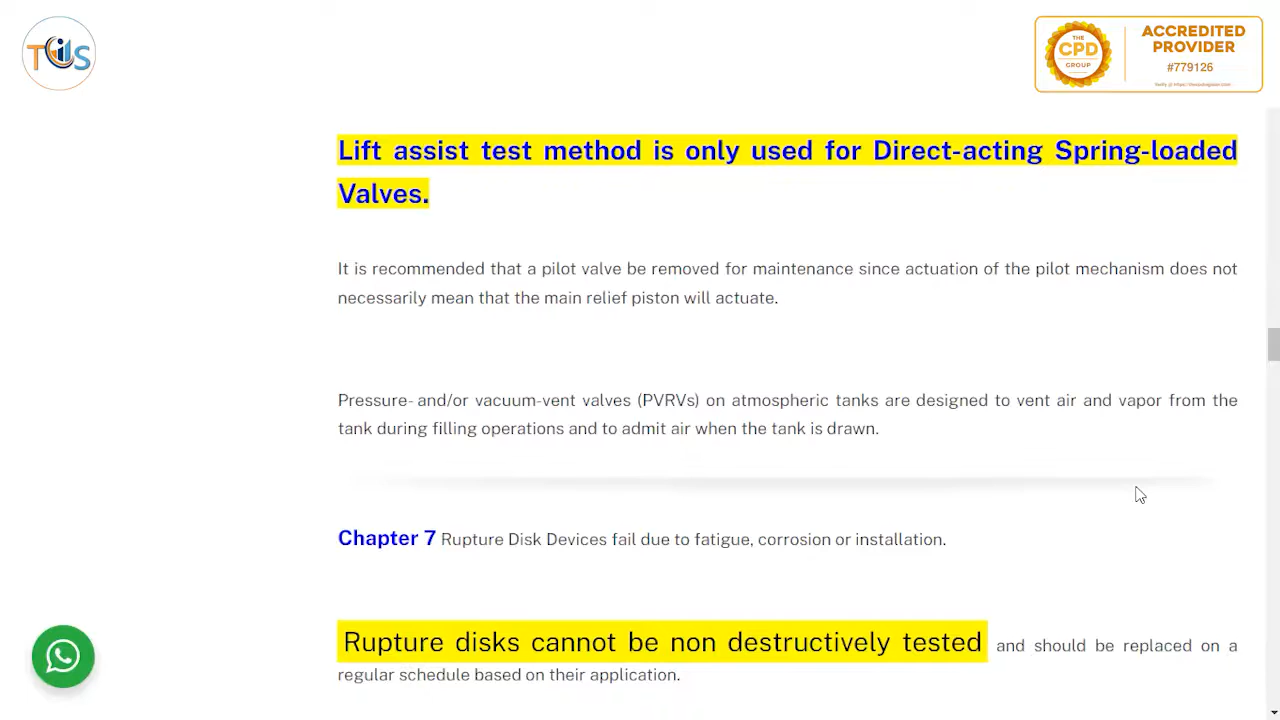 TCIS
THE
CPD
GROUP
ACCREDITED
PROVIDER
#779126
Lift assist test method is only used for Direct-acting Spring-loaded
Valves.
It is recommended that a pilot valve be removed for maintenance since actuation of the pilot mechanism does not
necessarily mean that the main relief piston will actuate.
Pressure- and/or vacuum-vent valves (PVRVs) on atmospheric tanks are designed to vent air and vapor from the
tank during filling operations and to admit air when the tank is drawn.
Chapter 7 Rupture Disk Devices fail due to fatigue, corrosion or installation.
Rupture disks cannot be non destructively tested and should be replaced on a
regular schedule based on their application.